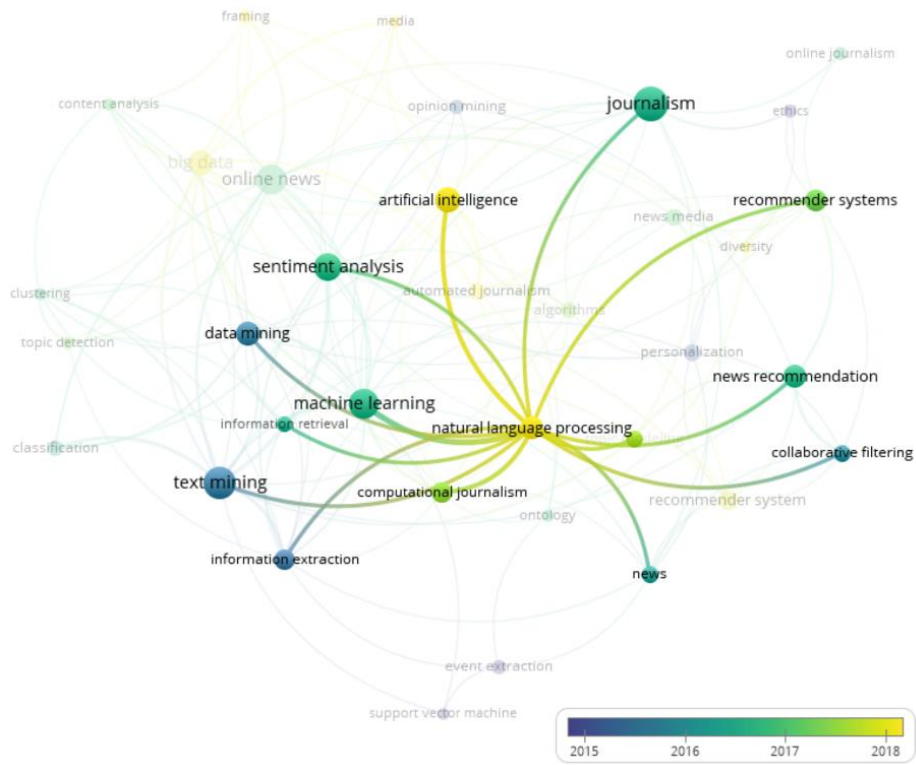 framing
media
online journalism
content analysis
opinion mining
journalism
ethics
big data
online news
artificial intelligence
recommender systems
news media
diversity
sentiment analysis
automated journalism
clustering
algorithms
data mining
topic detection
personalization
news recommendation
machine learning
information retrieval
natural language processing
classification
collaborative filtering
text mining
computational journalism
recommender system
ontology
information extraction
news
event extraction
support vector machine
2015 2016 2017 2018